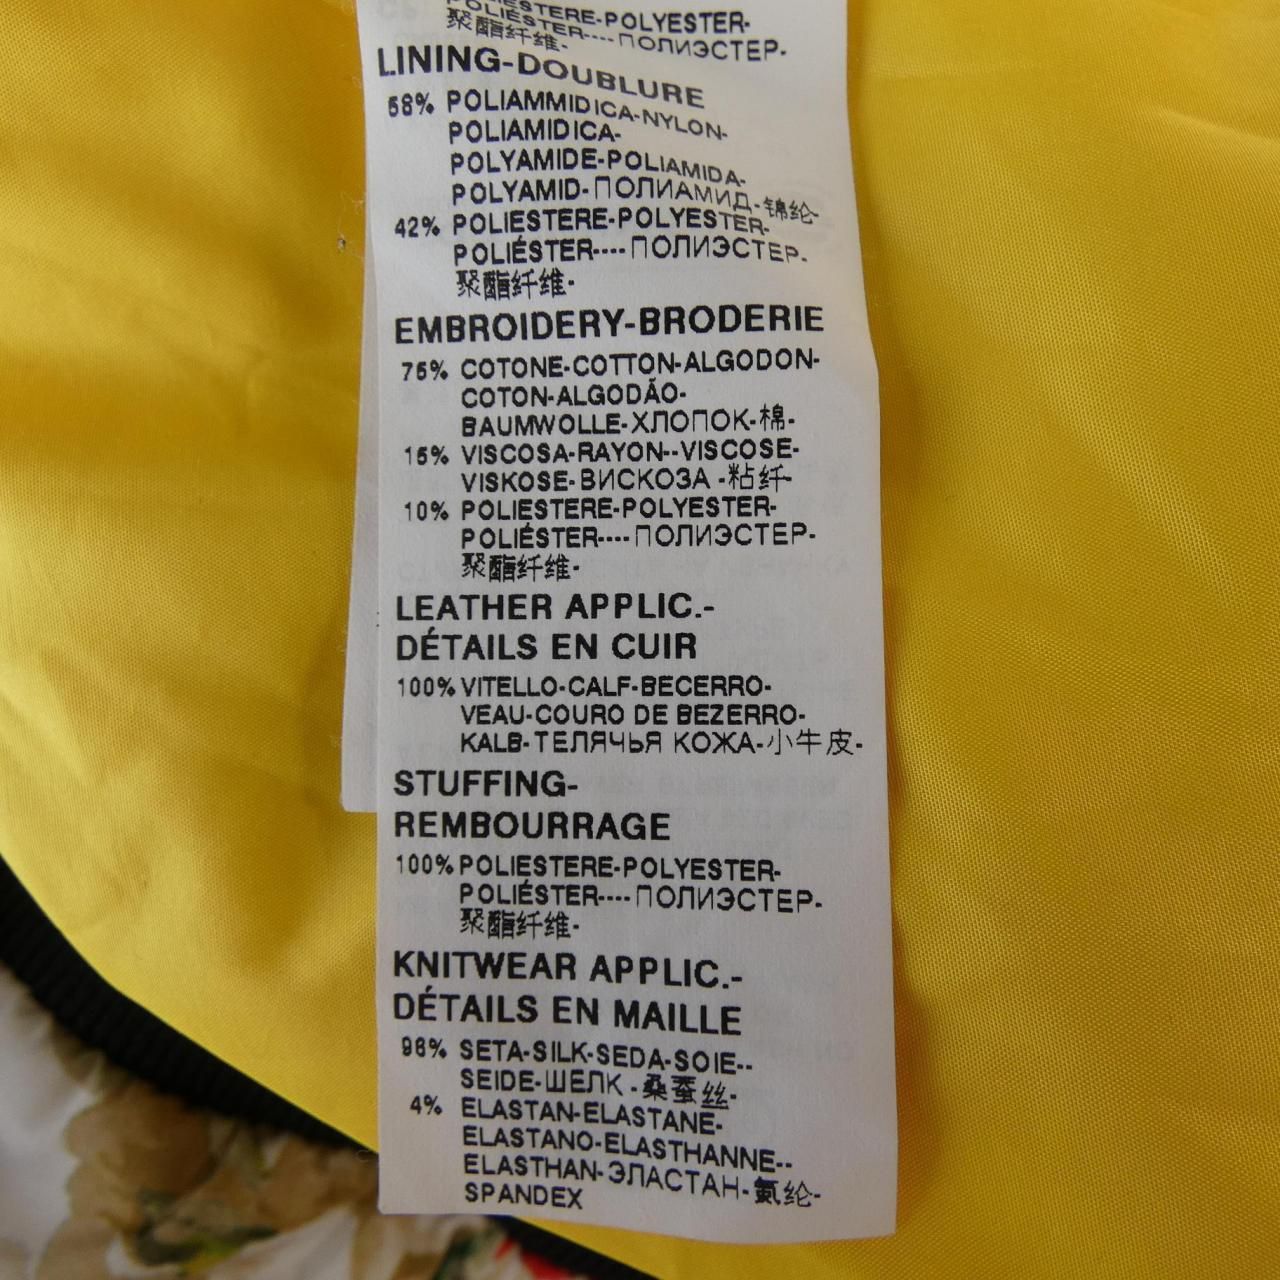 POLIESTERE-POLYESTER-
POLIÉSTER----ПОЛИЭСТЕР-
聚酯纤维-
LINING-DOUBLURE
58% POLIAMMIDICA-NYLON-
POLIAMIDICA-
POLYAMIDE-POLIAMIDA-
POLYAMID-ПОЛИАМИД-锦纶-
42% POLIESTERE-POLYESTER-
POLIÉSTER----ПОЛИЭСТЕР-
聚酯纤维-
EMBROIDERY-BRODERIE
75% COTONE-COTTON-ALGODON-
COTON-ALGODÃO-
BAUMWOLLE-ХЛОПОК-棉-
15% VISCOSA-RAYON--VISCOSE-
VISKOSE-ВИСКОЗА -粘纤-
10% POLIESTERE-POLYESTER-
POLIÉSTER----ПОЛИЭСТЕР-
聚酯纤维-
LEATHER APPLIC.-
DÉTAILS EN CUIR
100% VITELLO-CALF-BECERRO-
VEAU-COURO DE BEZERRO-
KALB-ТЕЛЯЧЬЯ КОЖА-小牛皮-
STUFFING-
REMBOURRAGE
100% POLIESTERE-POLYESTER-
POLIÉSTER----ПОЛИЭСТЕР-
聚酯纤维-
KNITWEAR APPLIC.-
DÉTAILS EN MAILLE
96% SETA-SILK-SEDA-SOIE--
SEIDE-ШЕЛК -桑蚕丝-
4% ELASTAN-ELASTANE-
ELASTANO-ELASTHANNE--
ELASTHAN-ЭЛАСТАН-氨纶-
SPANDEX